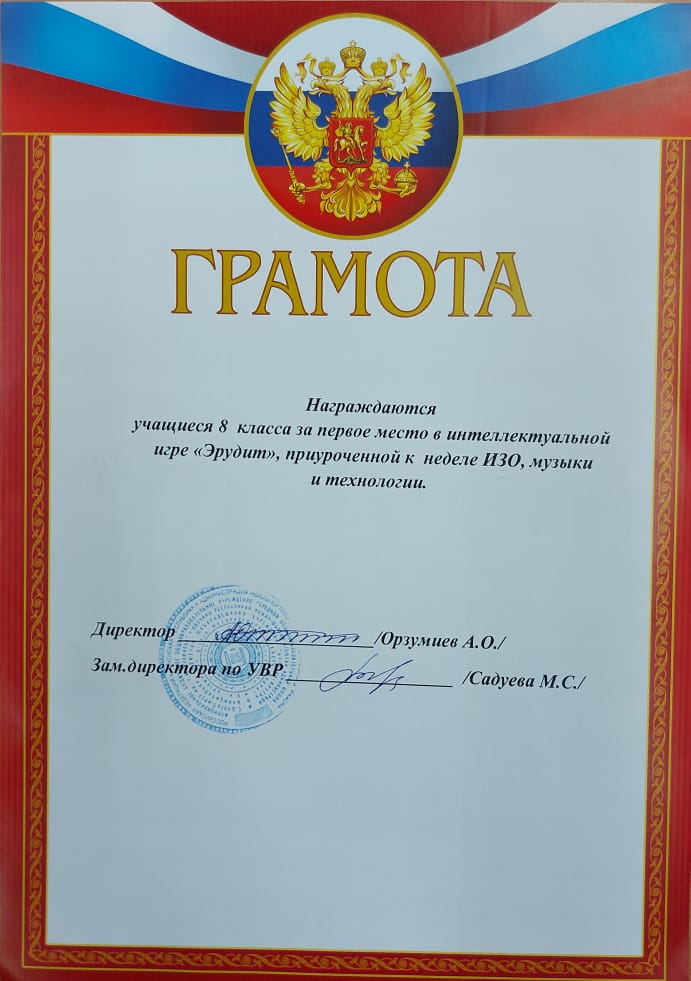 ГРАМОТА
Награждаются
учащиеся 8 класса за первое место в интеллектуальной
игре «Эрудит», приуроченной к неделе ИЗО, музыки
и технологии.
Директор /Орзумиев А.О./
Зам.директора по УВР /Садуева М.С./